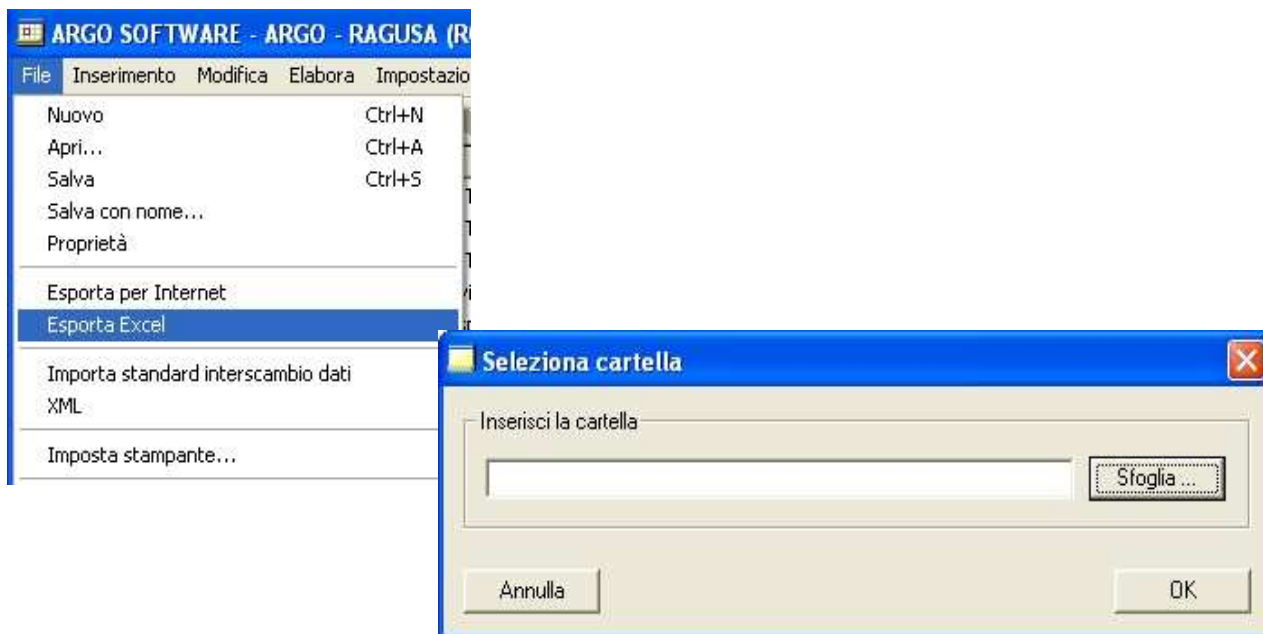 ARGO SOFTWARE - ARGO - RAGUSA (R
File Inserimento Modifica Elabora Impostazio
Nuovo Ctrl+N
Apri... Ctrl+A
Salva Ctrl+S
Salva con nome...
Proprietà
Esporta per Internet
Esporta Excel
Importa standard interscambio dati
XML
Imposta stampante...
Seleziona cartella
Inserisci la cartella
Sfoglia ...
Annulla OK